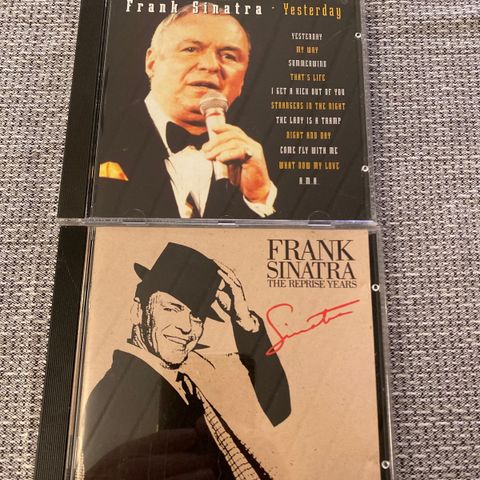 Frank Sinatra · Yesterday
YESTERDAY
MY WAY
SUMMERWIND
THAT'S LIFE
I GET A KICK OUT OF YOU
STRANGERS IN THE NIGHT
THE LADY IS A TRAMP
NIGHT AND DAY
COME FLY WITH ME
WHAT NOW MY LOVE
A.M.A.
FRANK
SINATRA
THE REPRISE YEARS
Sinatra